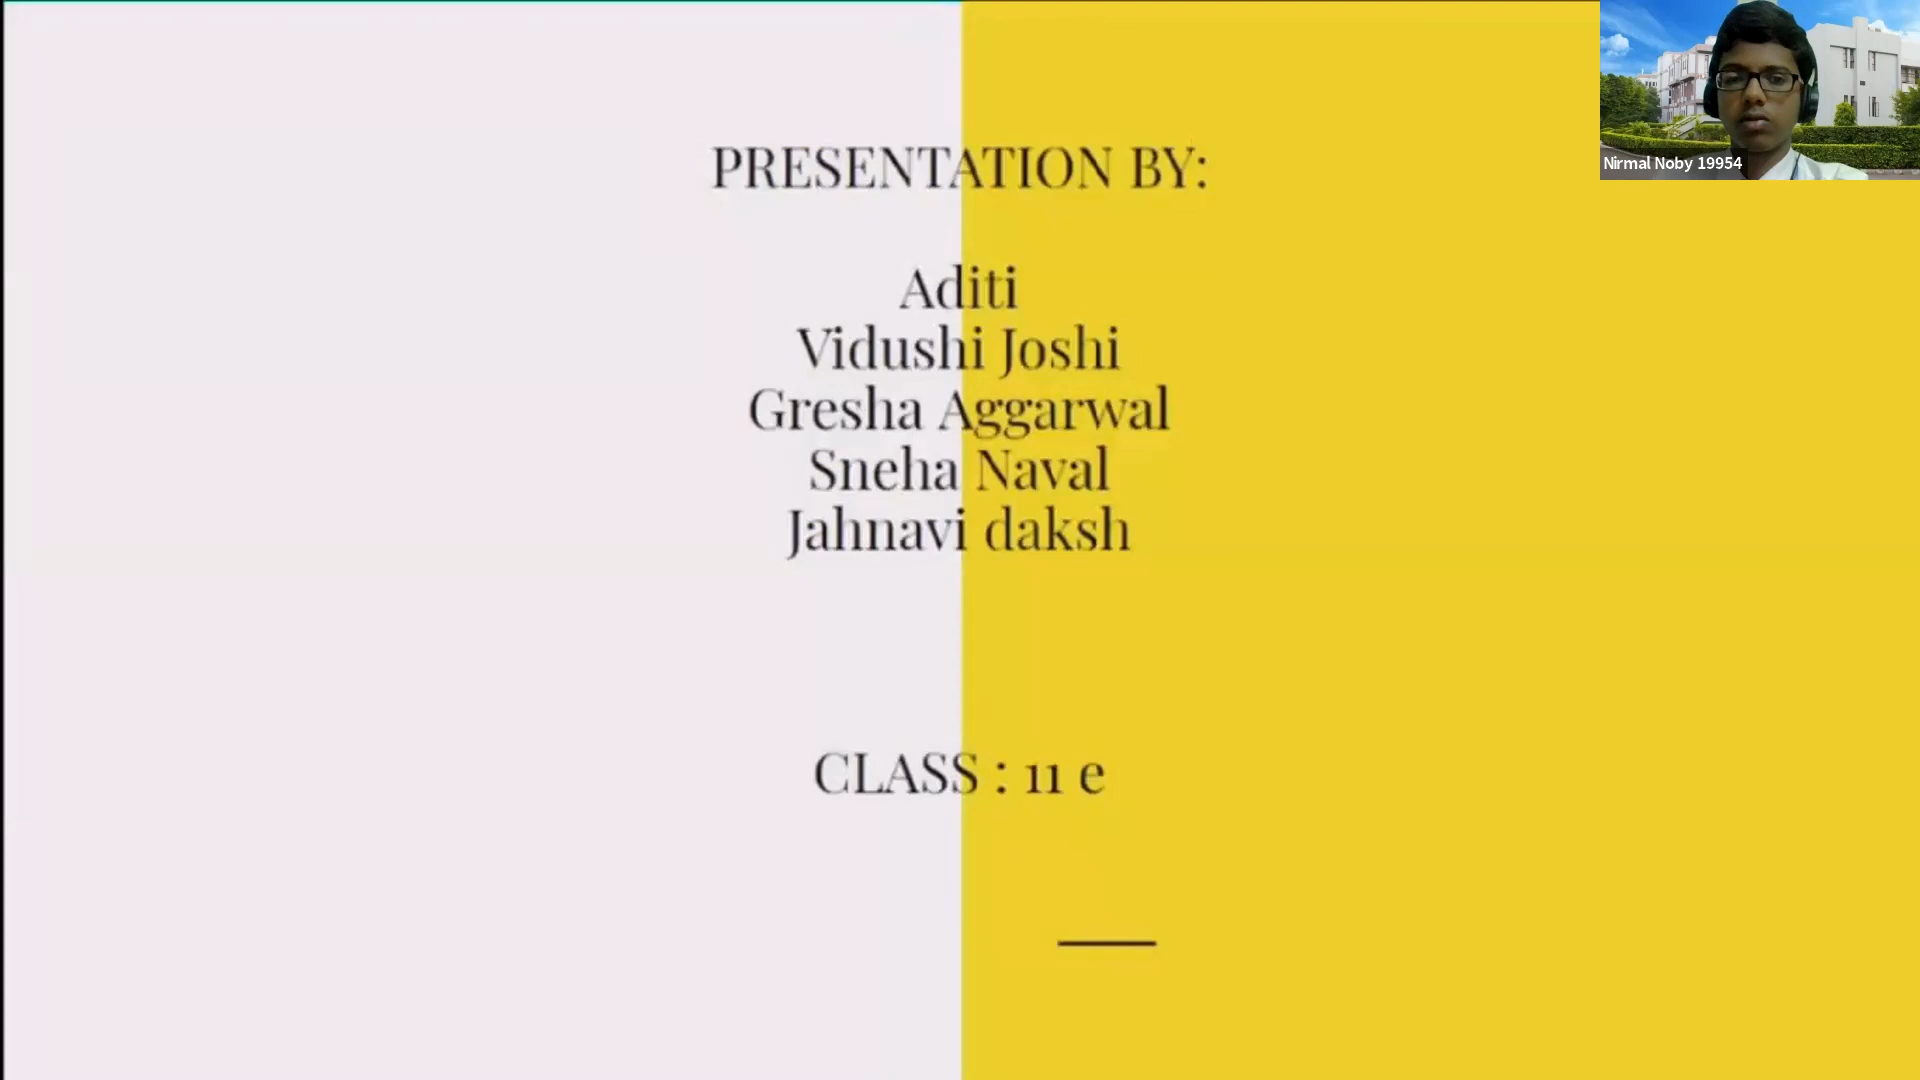 PRESENTATION BY:
Aditi
Vidushi Joshi
Gresha Aggarwal
Sneha Naval
Jahnavi daksh
CLASS : 11 e
Nirmal Noby 19954